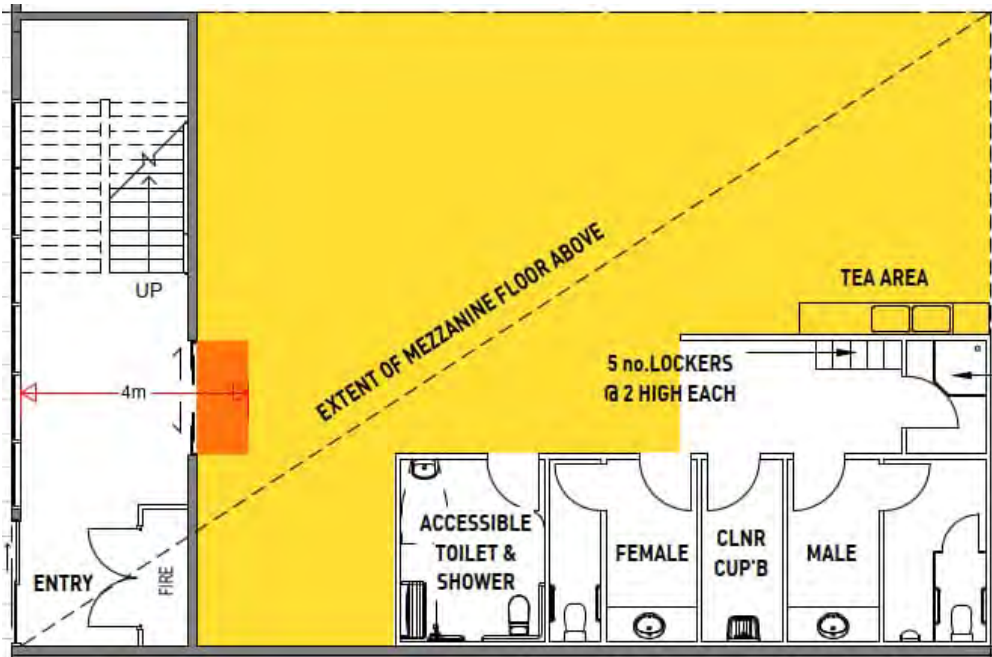 UP
4m
EXTENT OF MEZZANINE FLOOR ABOVE
TEA AREA
5 no.LOCKERS
@ 2 HIGH EACH
ENTRY
FIRE
ACCESSIBLE
TOILET &
SHOWER
FEMALE
CLNR
CUP'B
MALE